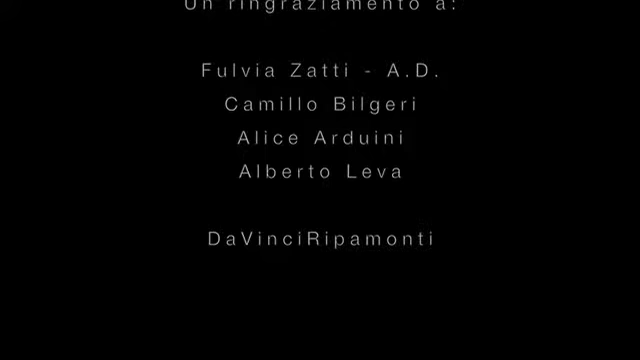 Un ringraziamento a:
Fulvia Zatti - A.D.
Camillo Bilgeri
Alice Arduini
Alberto Leva
DaVinciRipamonti